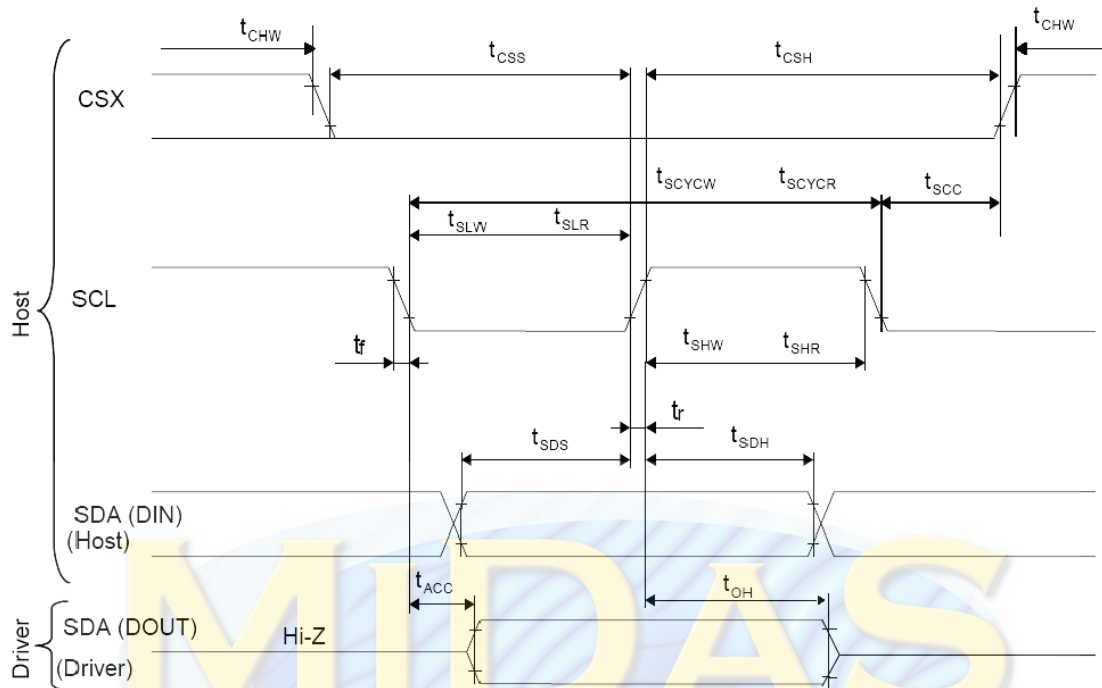 tCHW tCHW
tCSS tCSH
CSX
tSCYCW tSCYCR tSCC
tSLW tSLR
Host
SCL
tf
tSHW tSHR
tr
tSDS tSDH
SDA (DIN)
(Host)
MIDAS
tACC tOH
Driver
SDA (DOUT) Hi-Z
(Driver)